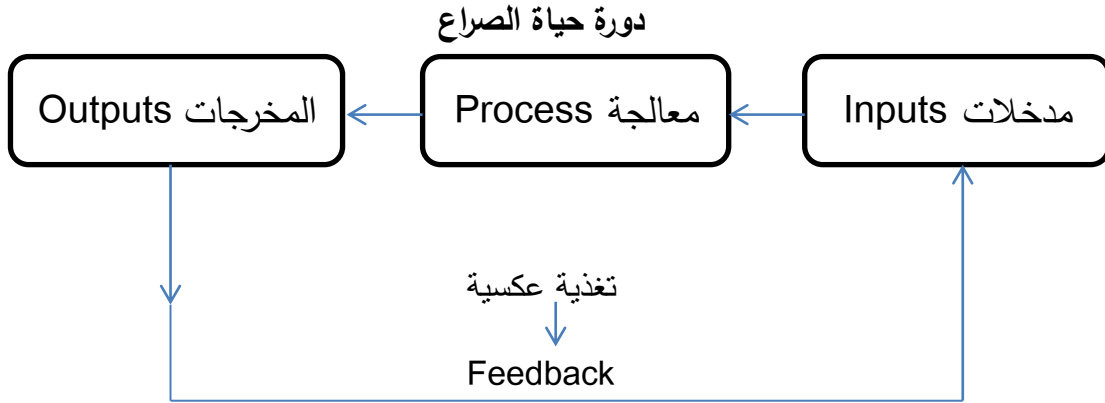 دورة حياة الصراع
مدخلات Inputs
معالجة Process
المخرجات Outputs
تغذية عكسية
Feedback